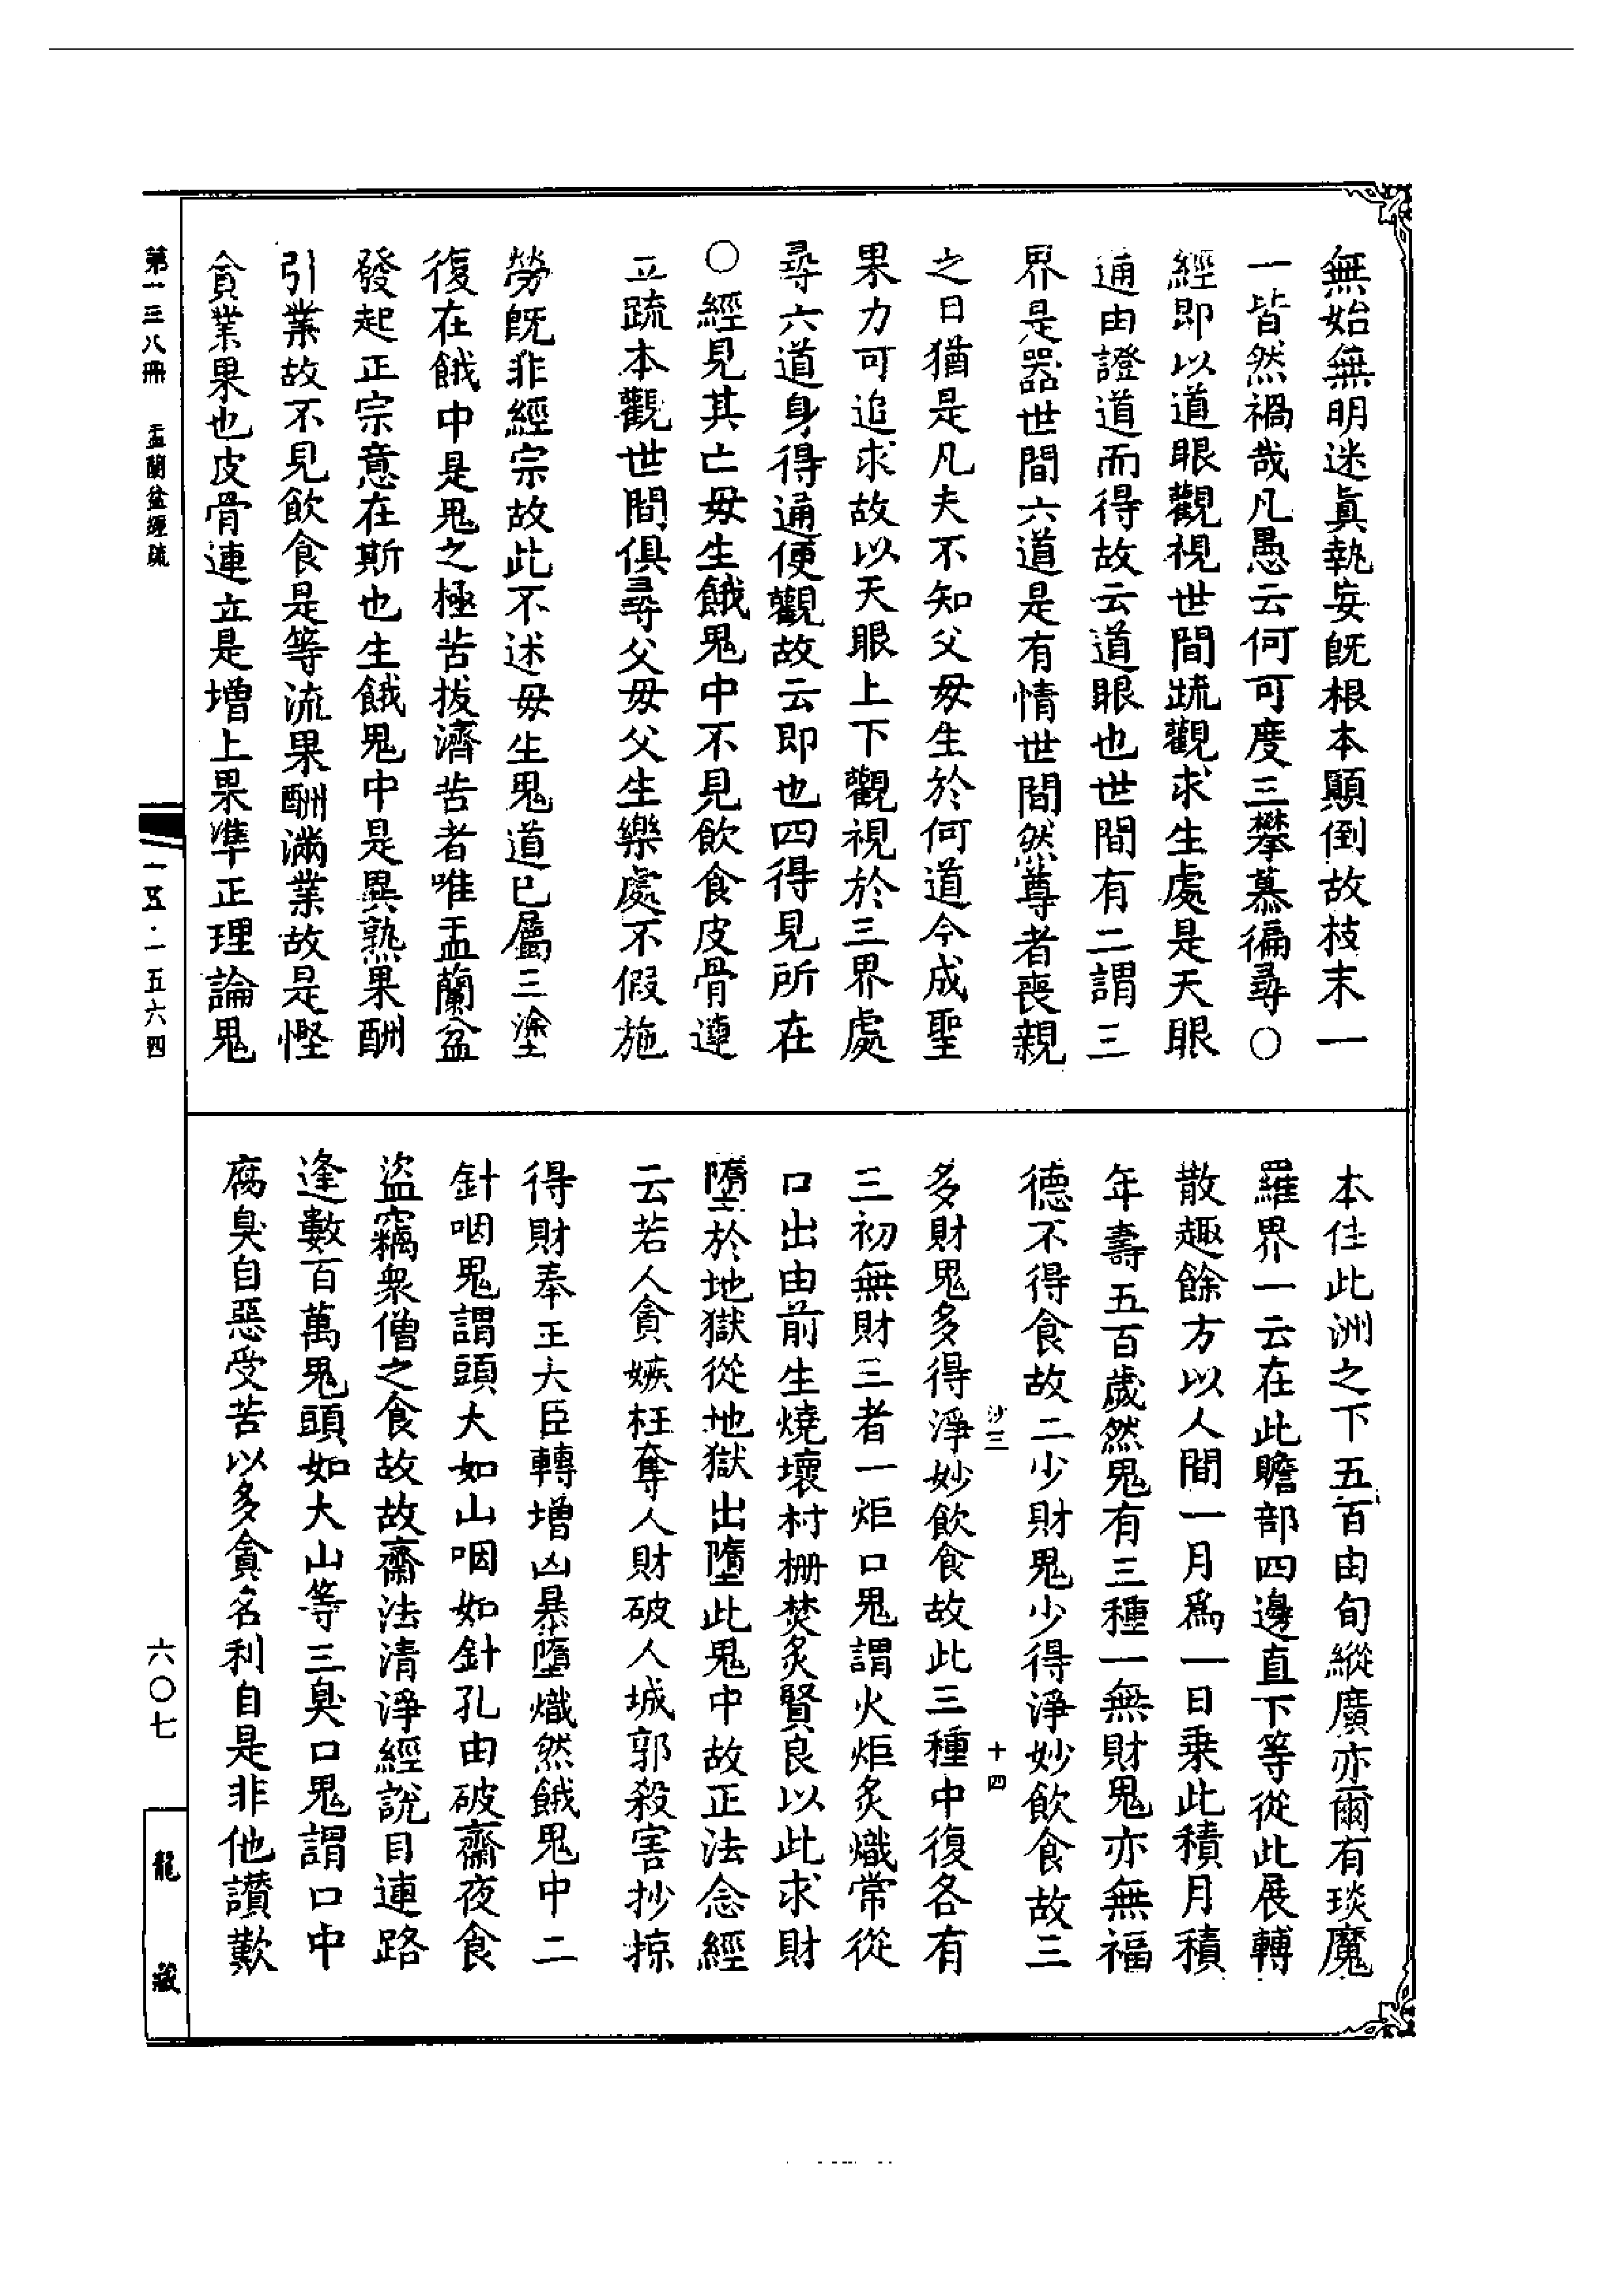 無始無明迷眞執妄旣根本顚倒故枝末一
一皆然禍哉凡愚云何可度三攀慕徧尋〇
經卽以道眼觀視世間䟽觀求生處是天眼
通由證道而得故云道眼也世間有二謂三
界是器世間六道是有情世間然尊者喪親
之日猶是凡夫不知父母生於何道今成聖
果力可追求故以天眼上下觀視於三界處
尋六道身得通便觀故云即也四得見所在
〇經見其亡母生餓鬼中不見飲食皮骨連
立䟽本觀世間俱尋父母父生樂處不假施
勞旣非經宗故此不述母生鬼道已屬三塗
復在餓中是鬼之極苦拔濟苦者唯盂蘭盆
發起正宗意在斯也生餓鬼中是異熟果酬
引業故不見飲食是等流果酬滿業故是慳
貪業果也皮骨連立是增上果準正理論鬼
本住此洲之下五百由旬縱廣亦爾有琰魔
羅界一云在此贍部四邊直下等從此展轉
散趣餘方以人間一月爲一日乗此積月積
年壽五百歲然鬼有三種一無財鬼亦無福
德不得食故二少財鬼少得淨妙飲食故三
沙三 十四
多財鬼多得淨妙飲食故此三種中復各有
三初無財三者一炬口鬼謂火炬炙熾常從
口出由前生燒壞村柵焚炙賢良以此求財
墮於地獄從地獄出墮此鬼中故正法念經
云若人貪嫉枉奪人財破人城郭殺害抄掠
得財奉王大臣轉增凶暴墮熾然餓鬼中二
針咽鬼謂頭大如山咽如針孔由破齋夜食
盜竊衆僧之食故故齋法清淨經說目連路
逢數百萬鬼頭如大山等三臭口鬼謂口中
腐臭自惡受苦以多貪名利自是非他讚歎
第一三八冊 盂蘭盆經疏
一五·一五六四
六〇七
龍藏